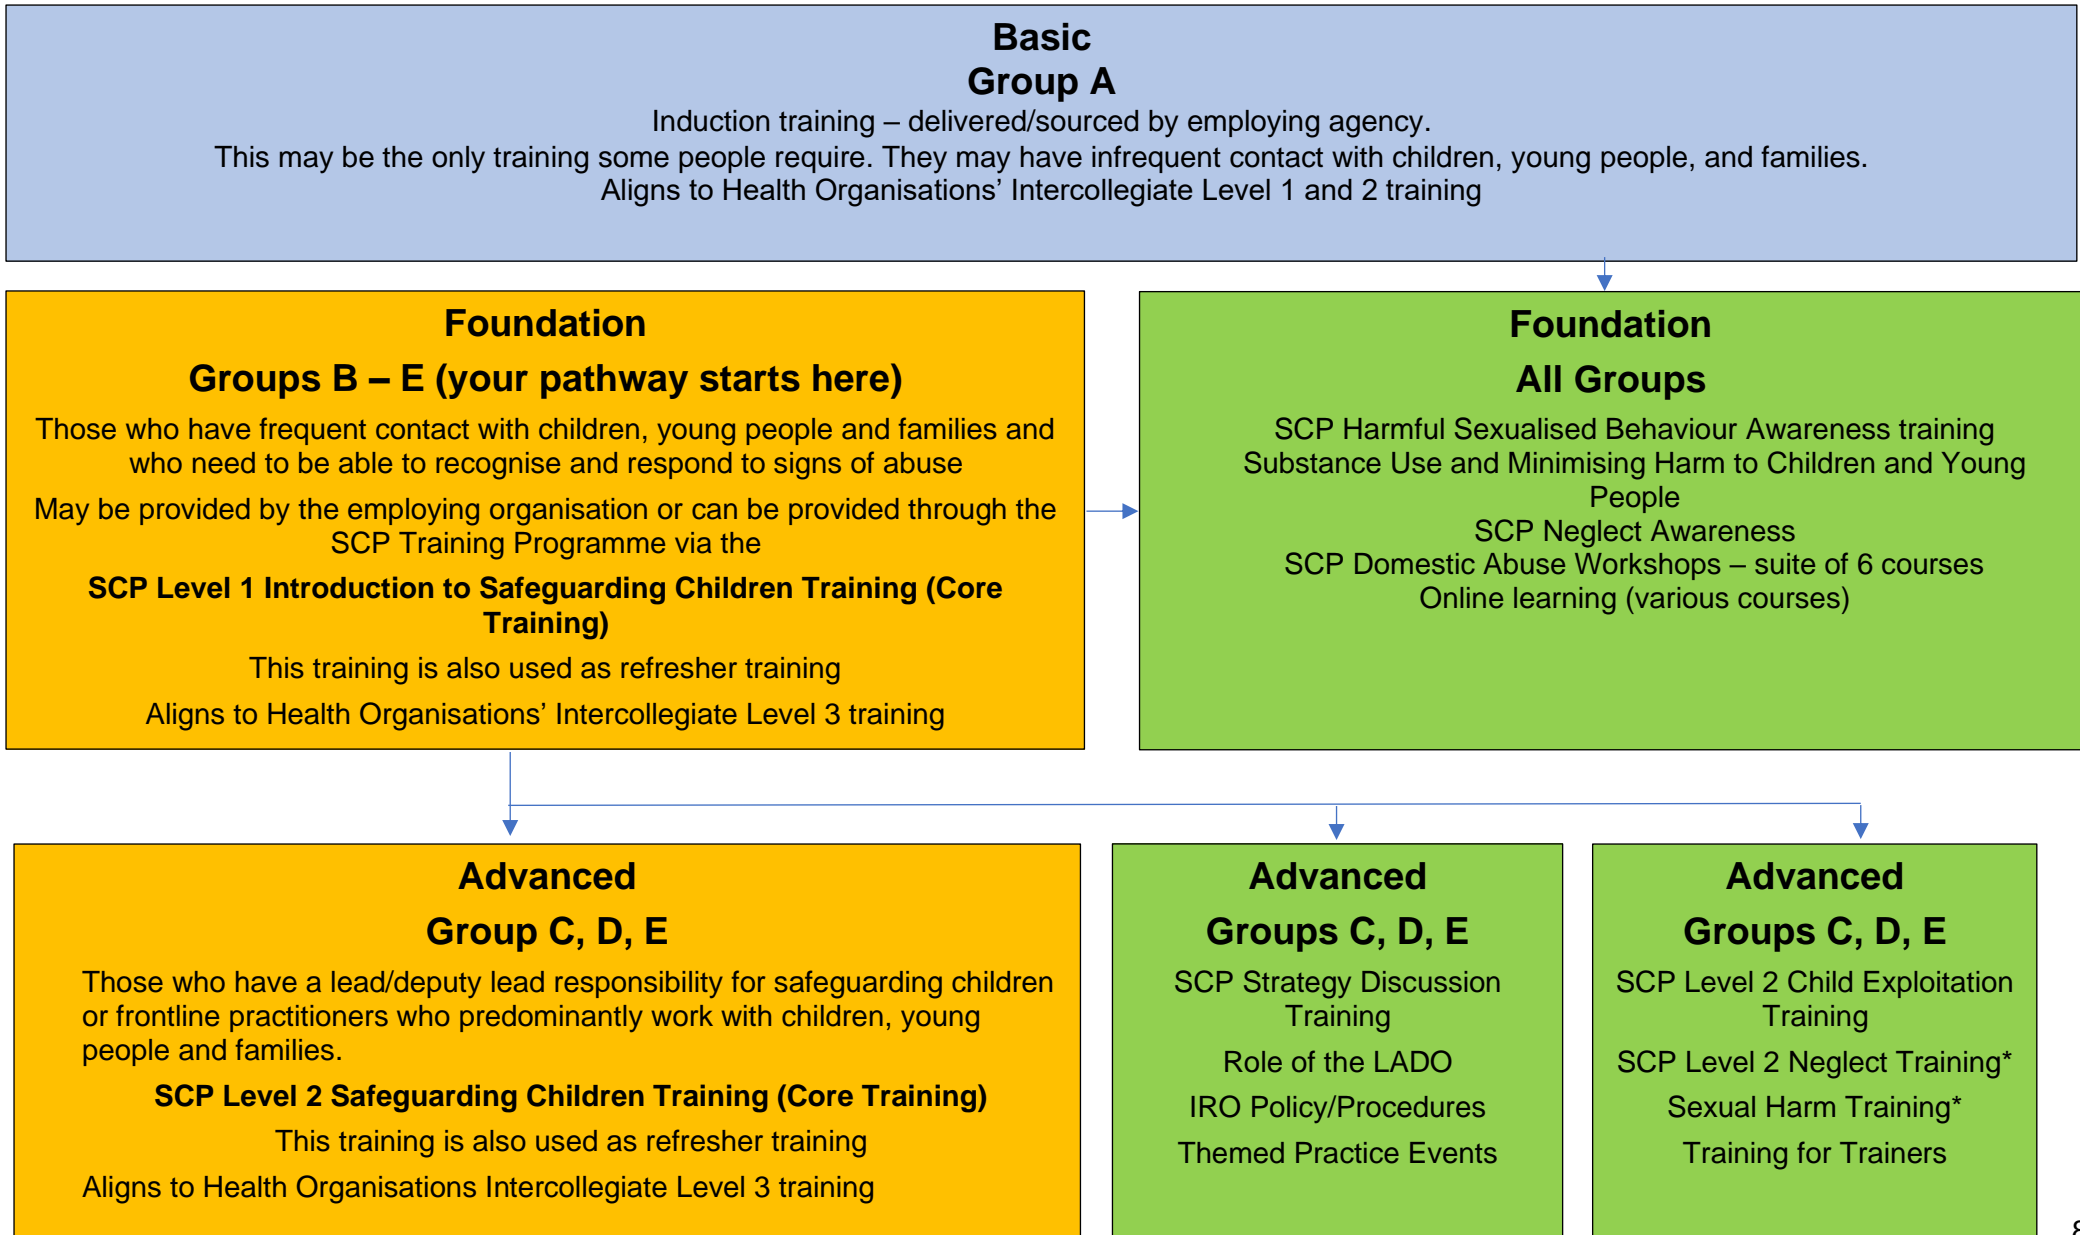 Basic
Group A
Induction training – delivered/sourced by employing agency.
This may be the only training some people require. They may have infrequent contact with children, young people, and families.
Aligns to Health Organisations’ Intercollegiate Level 1 and 2 training
Foundation
Groups B – E (your pathway starts here)
Those who have frequent contact with children, young people and families and
who need to be able to recognise and respond to signs of abuse
May be provided by the employing organisation or can be provided through the
SCP Training Programme via the
SCP Level 1 Introduction to Safeguarding Children Training (Core
Training)
This training is also used as refresher training
Aligns to Health Organisations’ Intercollegiate Level 3 training
Foundation
All Groups
SCP Harmful Sexualised Behaviour Awareness training
Substance Use and Minimising Harm to Children and Young
People
SCP Neglect Awareness
SCP Domestic Abuse Workshops – suite of 6 courses
Online learning (various courses)
Advanced
Group C, D, E
Those who have a lead/deputy lead responsibility for safeguarding children
or frontline practitioners who predominantly work with children, young
people and families.
SCP Level 2 Safeguarding Children Training (Core Training)
This training is also used as refresher training
Aligns to Health Organisations Intercollegiate Level 3 training
Advanced
Groups C, D, E
SCP Strategy Discussion
Training
Role of the LADO
IRO Policy/Procedures
Themed Practice Events
Advanced
Groups C, D, E
SCP Level 2 Child Exploitation
Training
SCP Level 2 Neglect Training*
Sexual Harm Training*
Training for Trainers